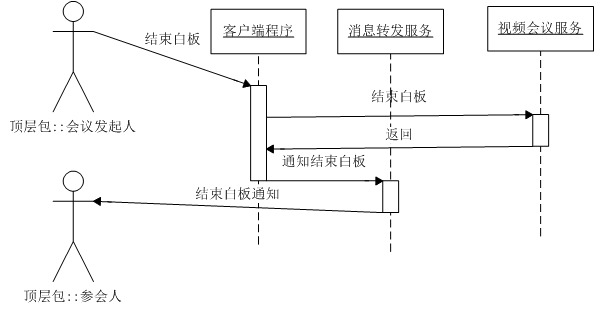 客户端程序
消息转发服务
视频会议服务
结束白板
结束白板
顶层包::会议发起人
返回
通知结束白板
结束白板通知
顶层包::参会人